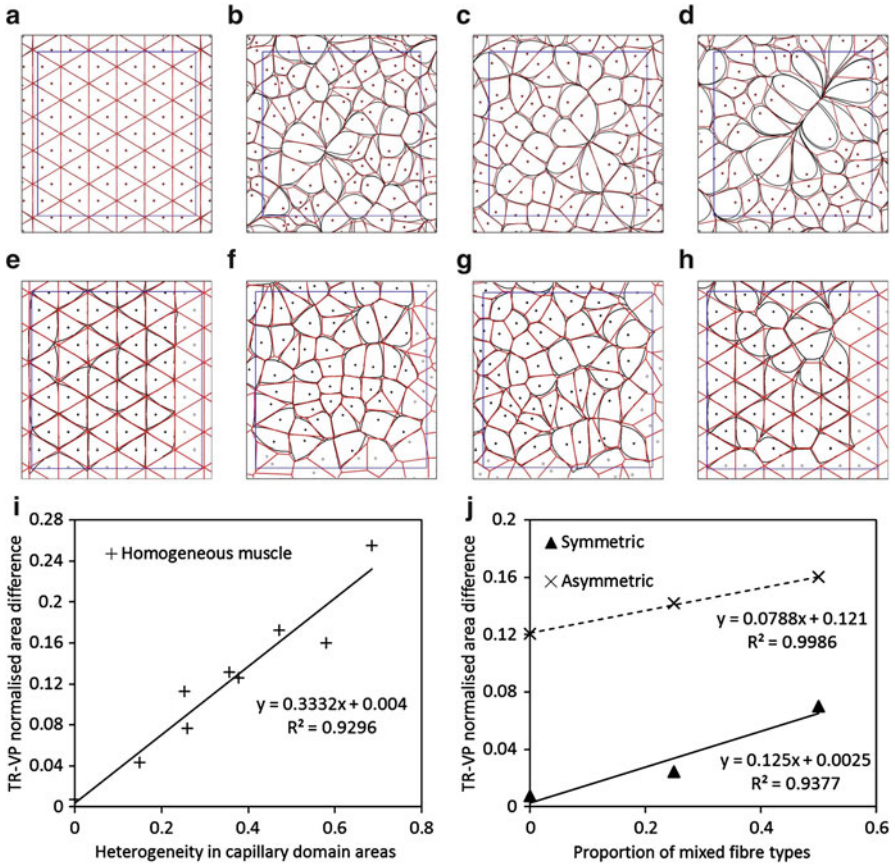 a
b
c
d
e
f
g
h
i
0.28
0.24
0.2
0.16
0.12
0.08
0.04
0
0
0.2
0.4
0.6
0.8
TR-VP normalised area difference
Heterogeneity in capillary domain areas
+ Homogeneous muscle
y = 0.3332x + 0.004
R² = 0.9296
j
0.2
0.16
0.12
0.08
0.04
0
0
0.2
0.4
0.6
TR-VP normalised area difference
Proportion of mixed fibre types
▲ Symmetric
× Asymmetric
y = 0.0788x + 0.121
R² = 0.9986
y = 0.125x + 0.0025
R² = 0.9377